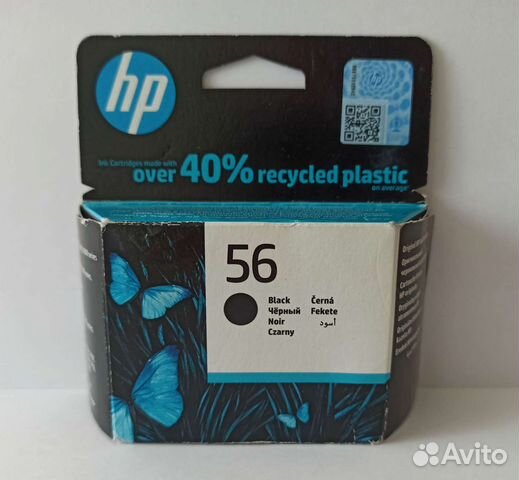 hp
Ink Cartridges made with
over 40% recycled plastic
on average*
56
Black
Чёрный
Noir
Czarny
Černá
Fekete
أسود
Avito